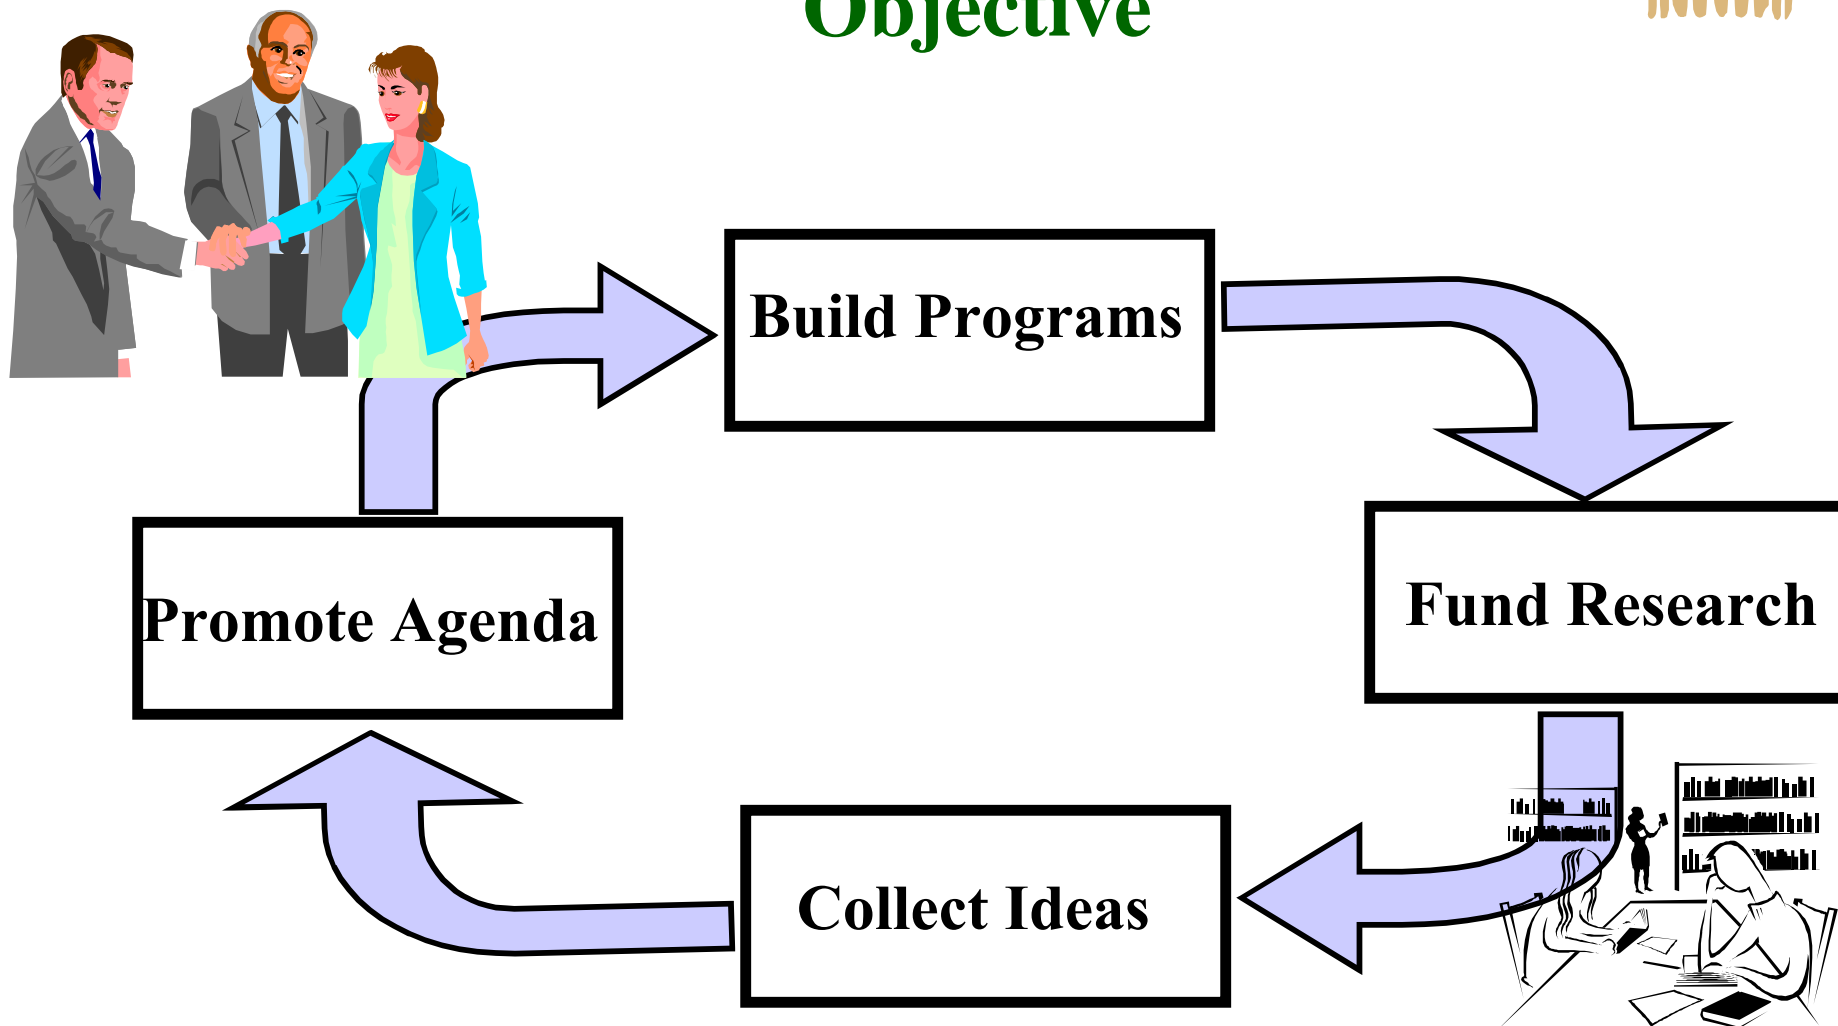 Objective
Build Programs
Promote Agenda
Fund Research
Collect Ideas